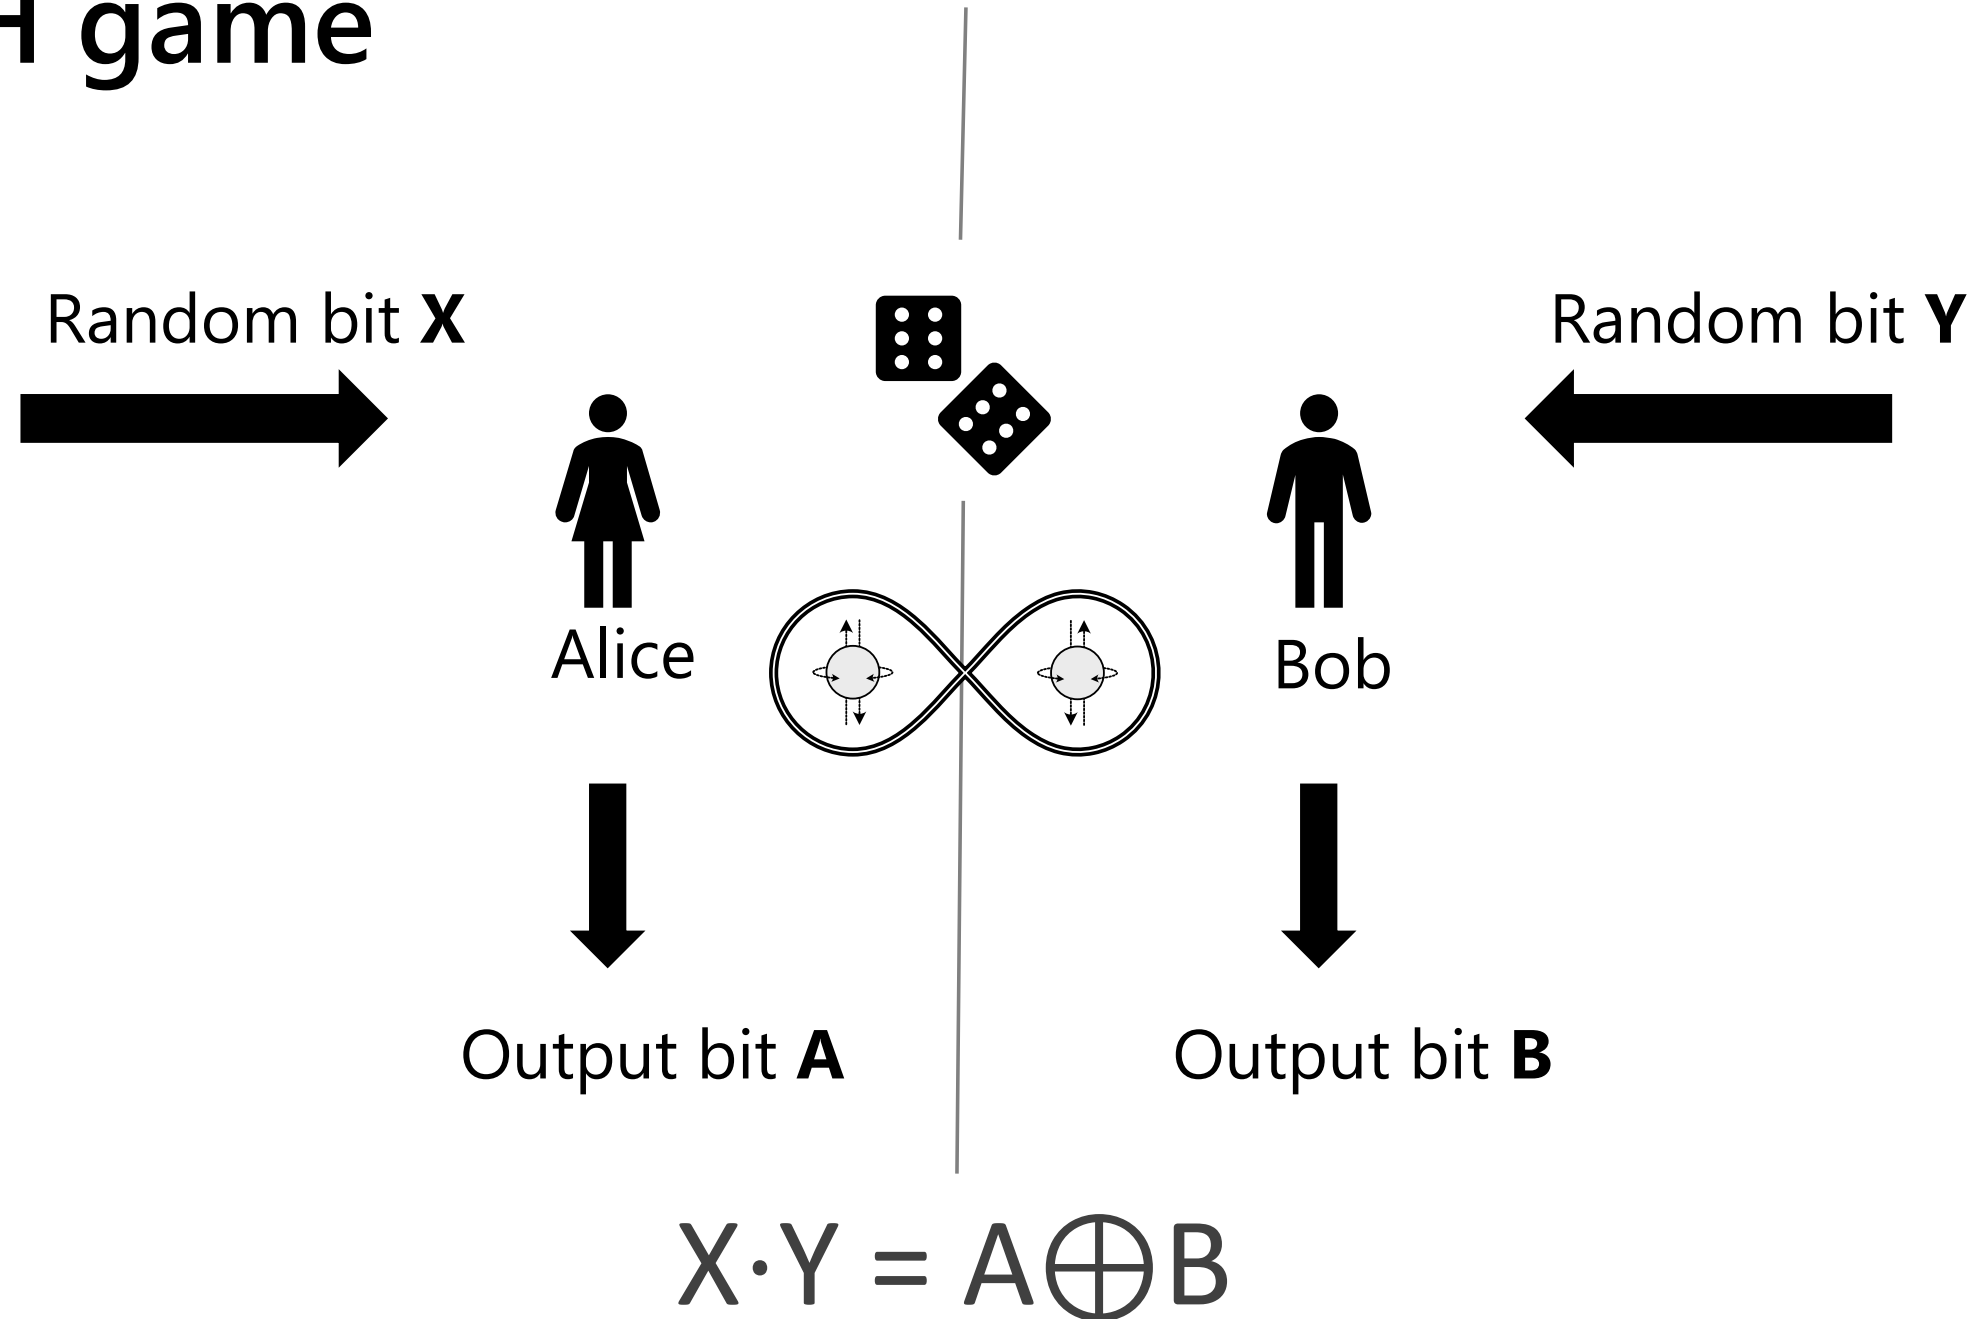 H game
Random bit X
Random bit Y
Alice
Bob
Output bit A
Output bit B
X·Y = A⊕B